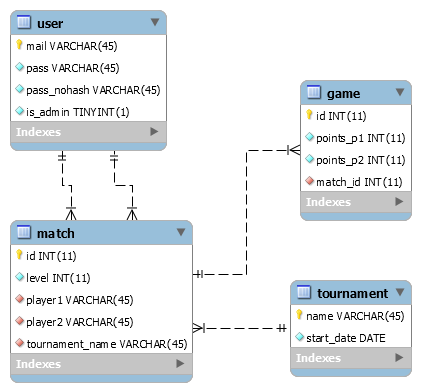 user
mail VARCHAR(45)
pass VARCHAR(45)
pass_nohash VARCHAR(45)
is_admin TINYINT(1)
Indexes
game
id INT(11)
points_p1 INT(11)
points_p2 INT(11)
match_id INT(11)
Indexes
match
id INT(11)
level INT(11)
player1 VARCHAR(45)
player2 VARCHAR(45)
tournament_name VARCHAR(45)
Indexes
tournament
name VARCHAR(45)
start_date DATE
Indexes